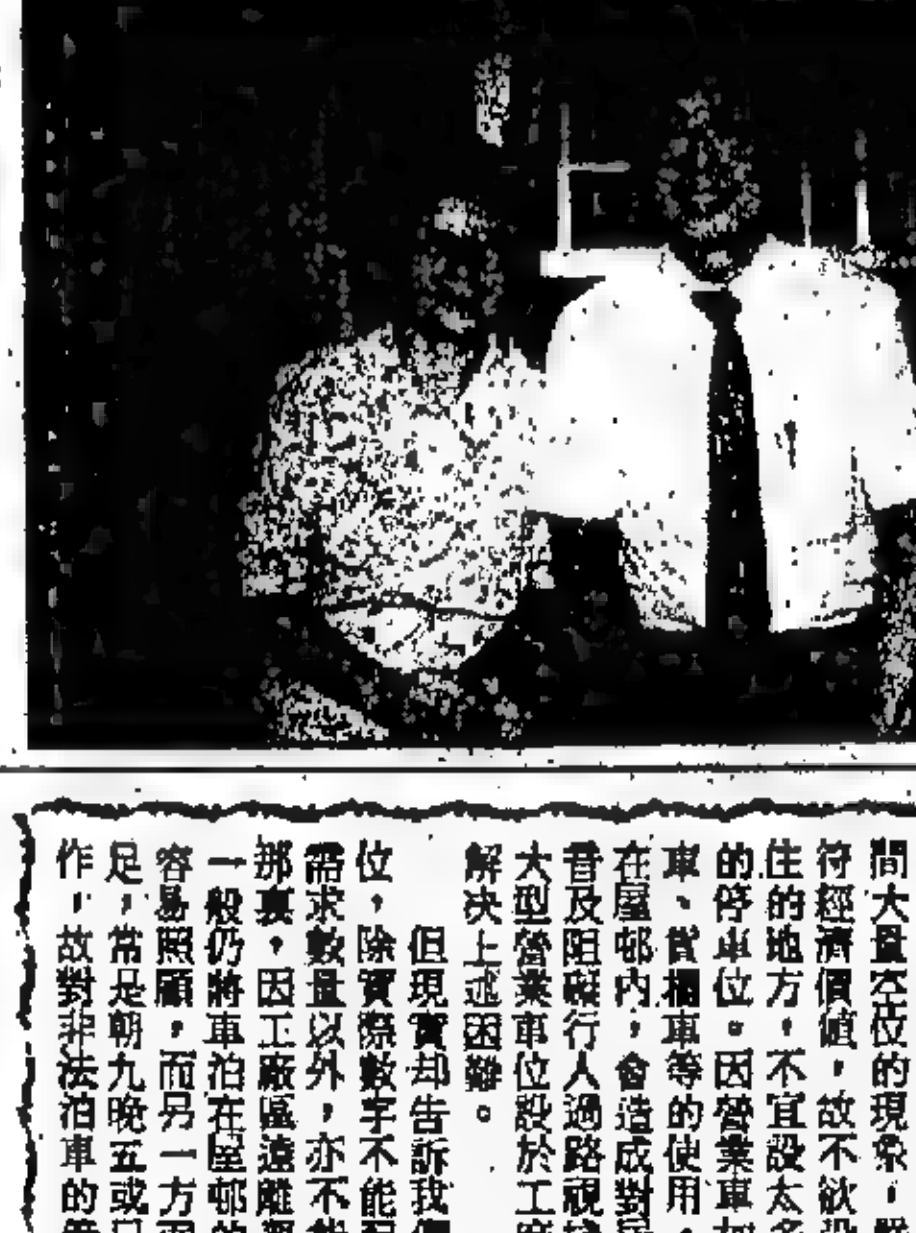 間大量空位的現象，
符經濟價值，故不欲
住的地方，不宜設太多
的停車位。因營業車如
車、貨櫃車等的使用，
在屋邨內，會造成對
音及阻礙行人過路視
大型營業車位設於工
解決上述困難。
但現實却告訴我們
位，除實際數字不能
需求數量以外，亦不能
那裏，因工廠區遠離
一般仍將車泊在屋邨的
容易照顧，而另一方面
足，常是朝九晚五或
作，故對非法泊車的